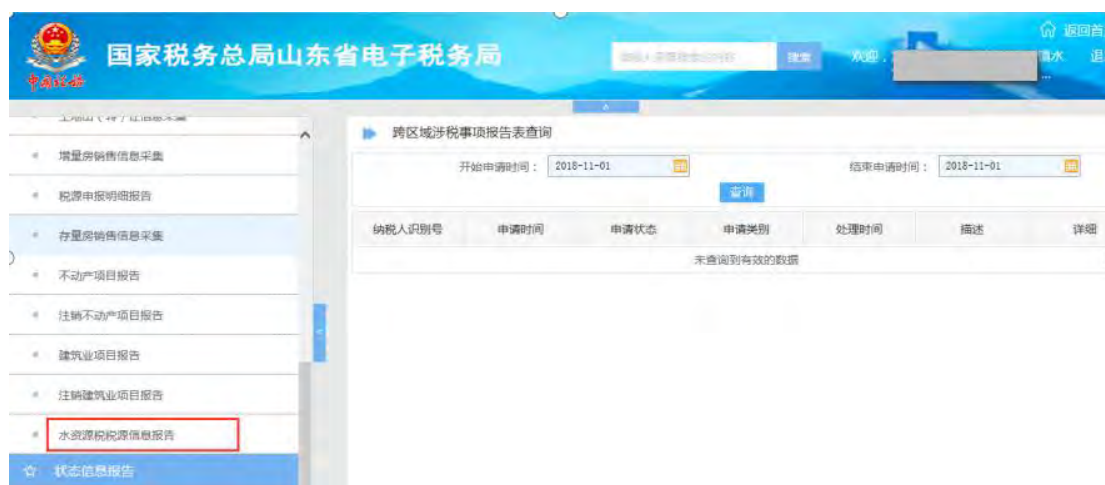 返回首
国家税务总局山东省电子税务局
搜索
欢迎，
退
中国税务
跨区域涉税事项报告表查询
增量房销售信息采集
开始申请时间： 2018-11-01
结束申请时间： 2018-11-01
查询
税源申报明细报告
纳税人识别号 申请时间 申请状态 申请类别 处理时间 描述 详细
存量房销售信息采集
未查询到有效的数据
不动产项目报告
注销不动产项目报告
建筑业项目报告
注销建筑业项目报告
水资源税税源信息报告
状态信息报告